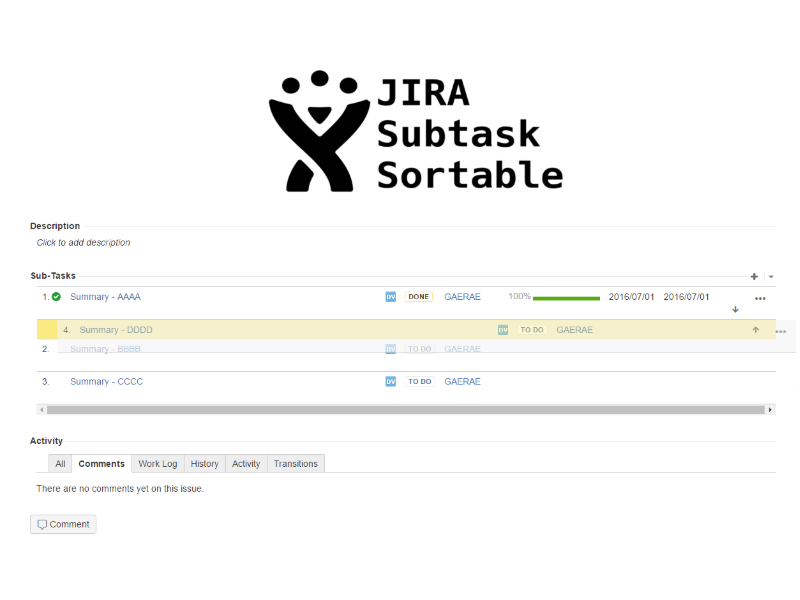 JIRA
Subtask
Sortable
Description
Click to add description
Sub-Tasks
1. Summary - AAAA DV DONE GAERAE 100% 2016/07/01 2016/07/01
4. Summary - DDDD DV TO DO GAERAE
2. Summary - BBBB DV TO DO GAERAE
3. Summary - CCCC DV TO DO GAERAE
Activity
All Comments Work Log History Activity Transitions
There are no comments yet on this issue.
Comment